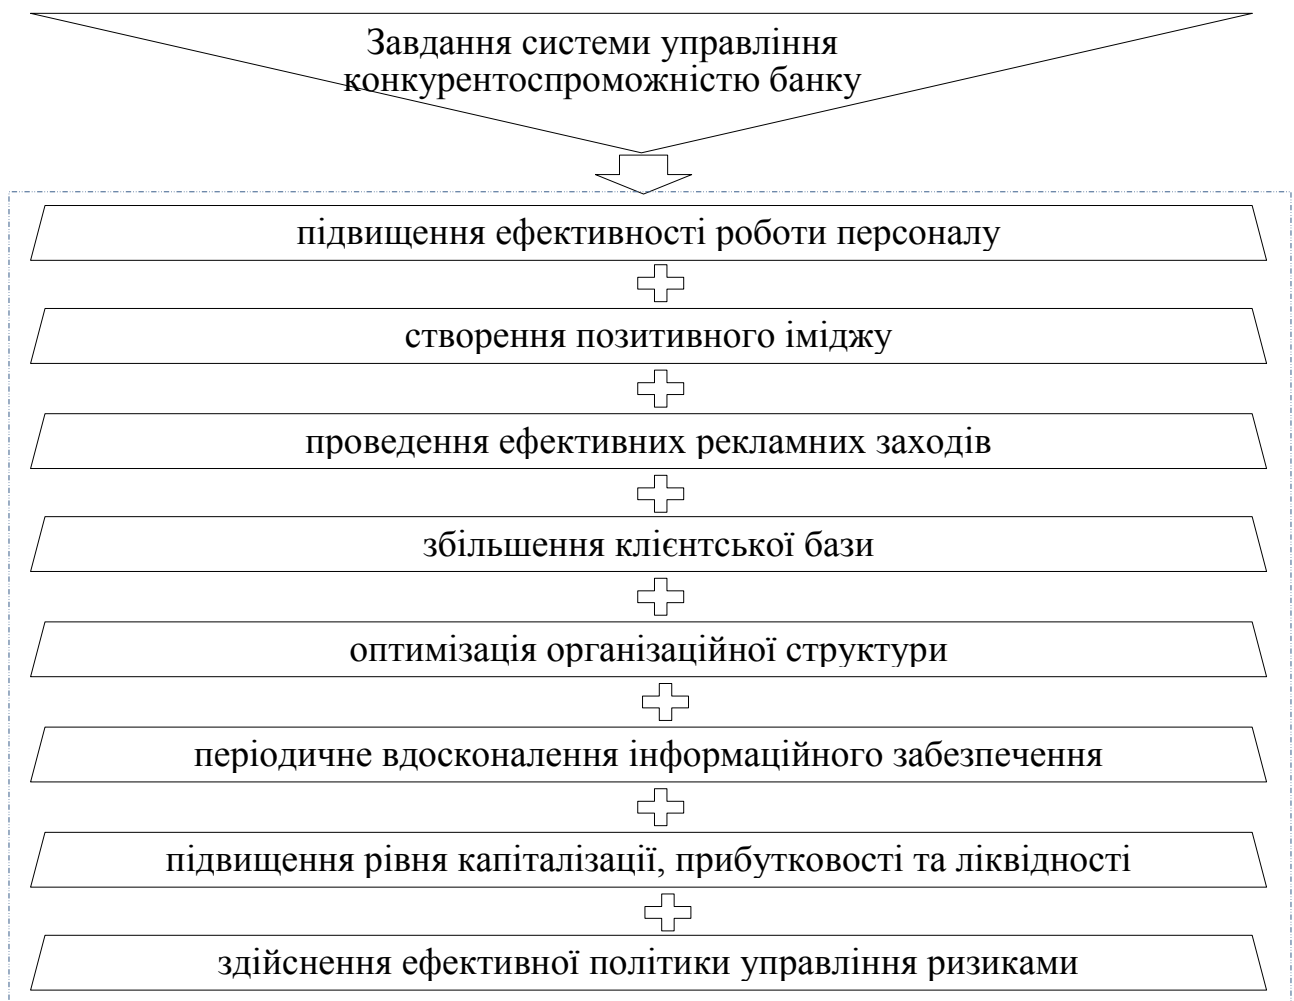 Завдання системи управління
конкурентоспроможністю банку
підвищення ефективності роботи персоналу
створення позитивного іміджу
проведення ефективних рекламних заходів
збільшення клієнтської бази
оптимізація організаційної структури
періодичне вдосконалення інформаційного забезпечення
підвищення рівня капіталізації, прибутковості та ліквідності
здійснення ефективної політики управління ризиками